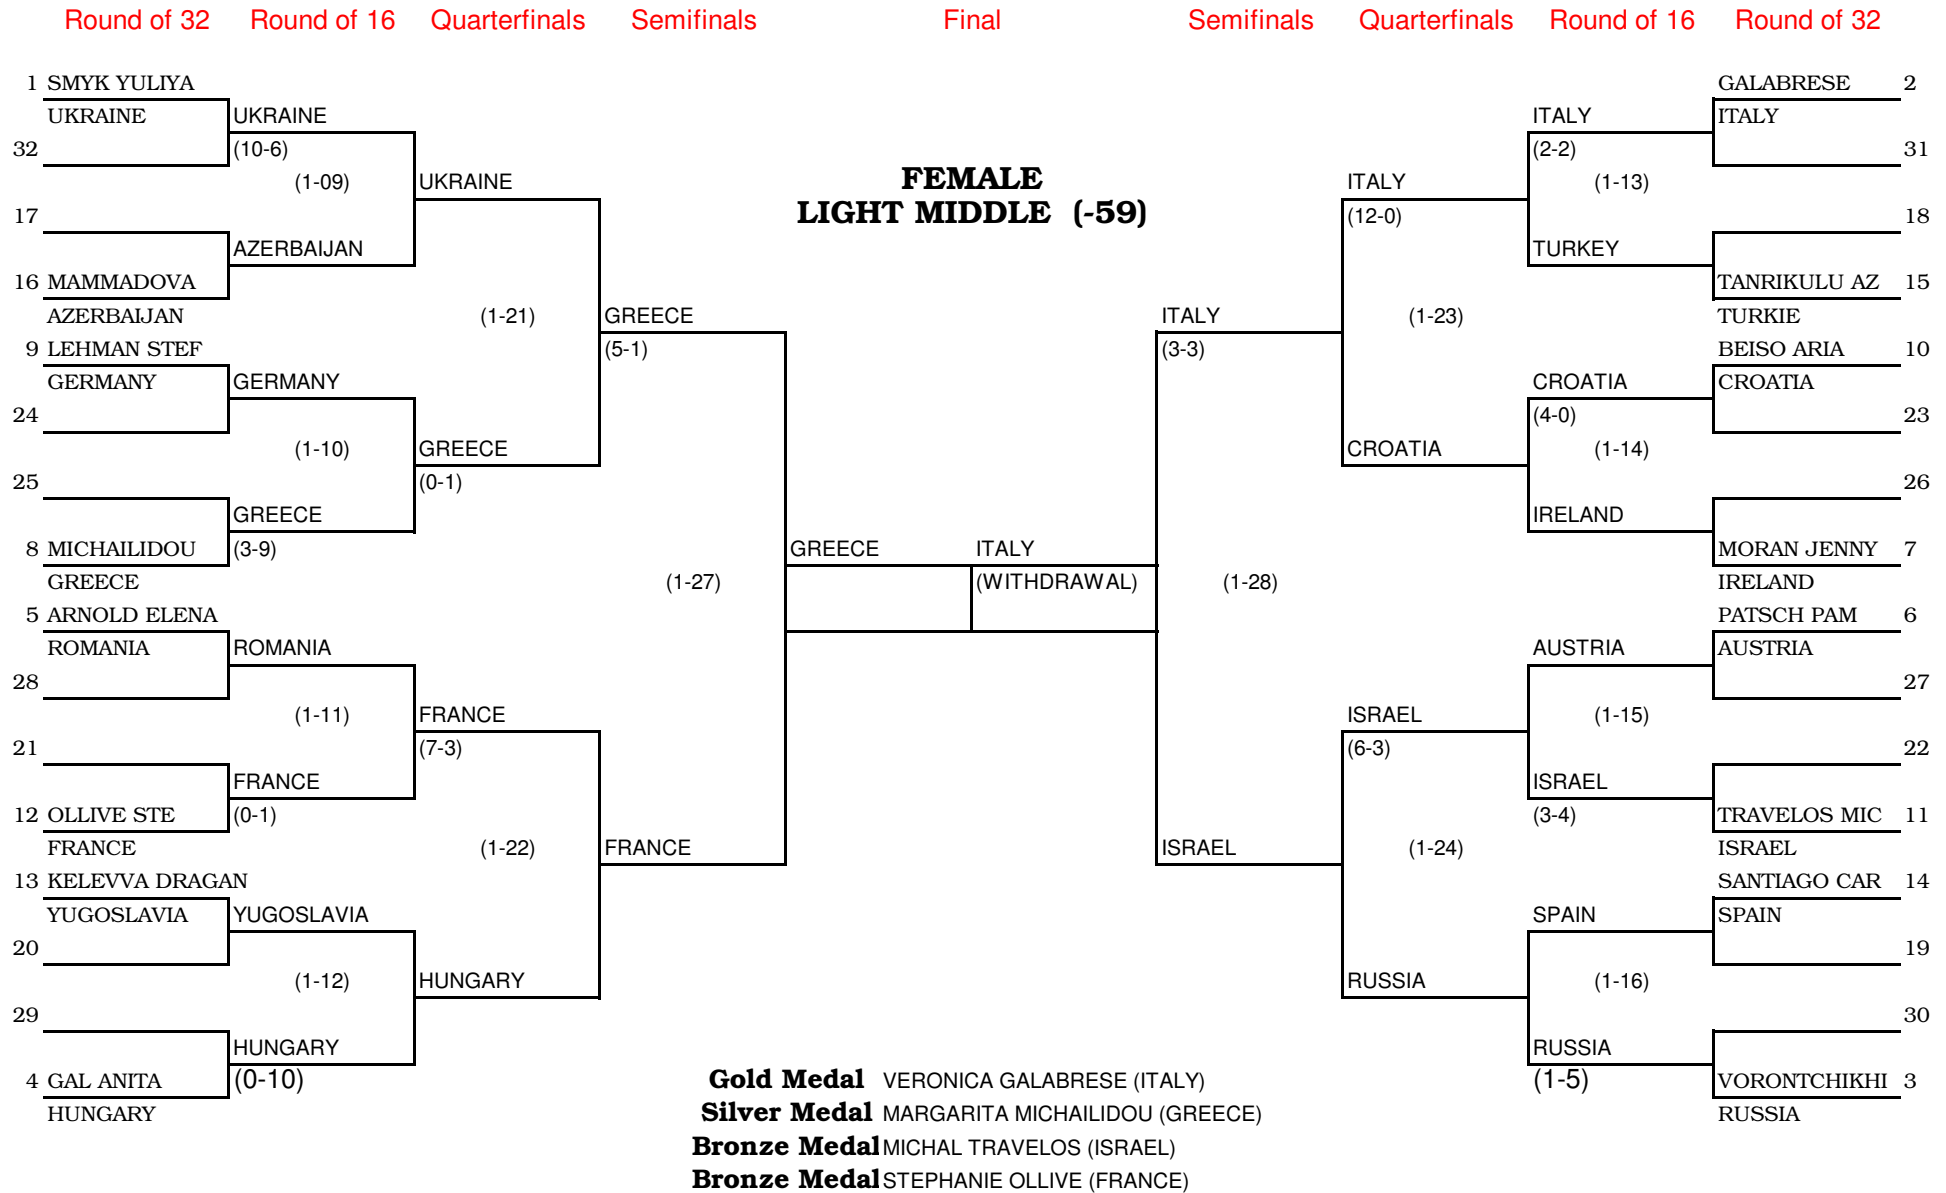 Round of 32 Round of 16 Quarterfinals Semifinals Final Semifinals Quarterfinals Round of 16 Round of 32
1 SMYK YULIYA GALABRESE 2
UKRAINE UKRAINE ITALY ITALY
32 (10-6) (2-2) 31
(1-09) UKRAINE FEMALE ITALY (1-13)
17 LIGHT MIDDLE (-59) (12-0) 18
AZERBAIJAN TURKEY
16 MAMMADOVA TANRIKULU AZ 15
AZERBAIJAN (1-21) GREECE ITALY (1-23) TURKIE
9 LEHMAN STEF (5-1) (3-3) BEISO ARIA 10
GERMANY GERMANY CROATIA CROATIA
24 (4-0) 23
(1-10) GREECE CROATIA (1-14)
25 (0-1) 26
GREECE IRELAND
8 MICHAILIDOU (3-9) GREECE ITALY MORAN JENNY 7
GREECE (1-27) (WITHDRAWAL) (1-28) IRELAND
5 ARNOLD ELENA PATSCH PAM 6
ROMANIA ROMANIA AUSTRIA AUSTRIA
28 27
(1-11) FRANCE ISRAEL (1-15)
21 (7-3) (6-3) 22
FRANCE ISRAEL
12 OLLIVE STE (0-1) (3-4) TRAVELOS MIC 11
FRANCE (1-22) FRANCE ISRAEL (1-24) ISRAEL
13 KELEVVA DRAGAN SANTIAGO CAR 14
YUGOSLAVIA YUGOSLAVIA SPAIN SPAIN
20 19
(1-12) HUNGARY RUSSIA (1-16)
29 30
HUNGARY RUSSIA
4 GAL ANITA (0-10) Gold Medal VERONICA GALABRESE (ITALY) (1-5) VORONTCHIKHI 3
HUNGARY Silver Medal MARGARITA MICHAILIDOU (GREECE) RUSSIA
Bronze Medal MICHAL TRAVELOS (ISRAEL)
Bronze Medal STEPHANIE OLLIVE (FRANCE)